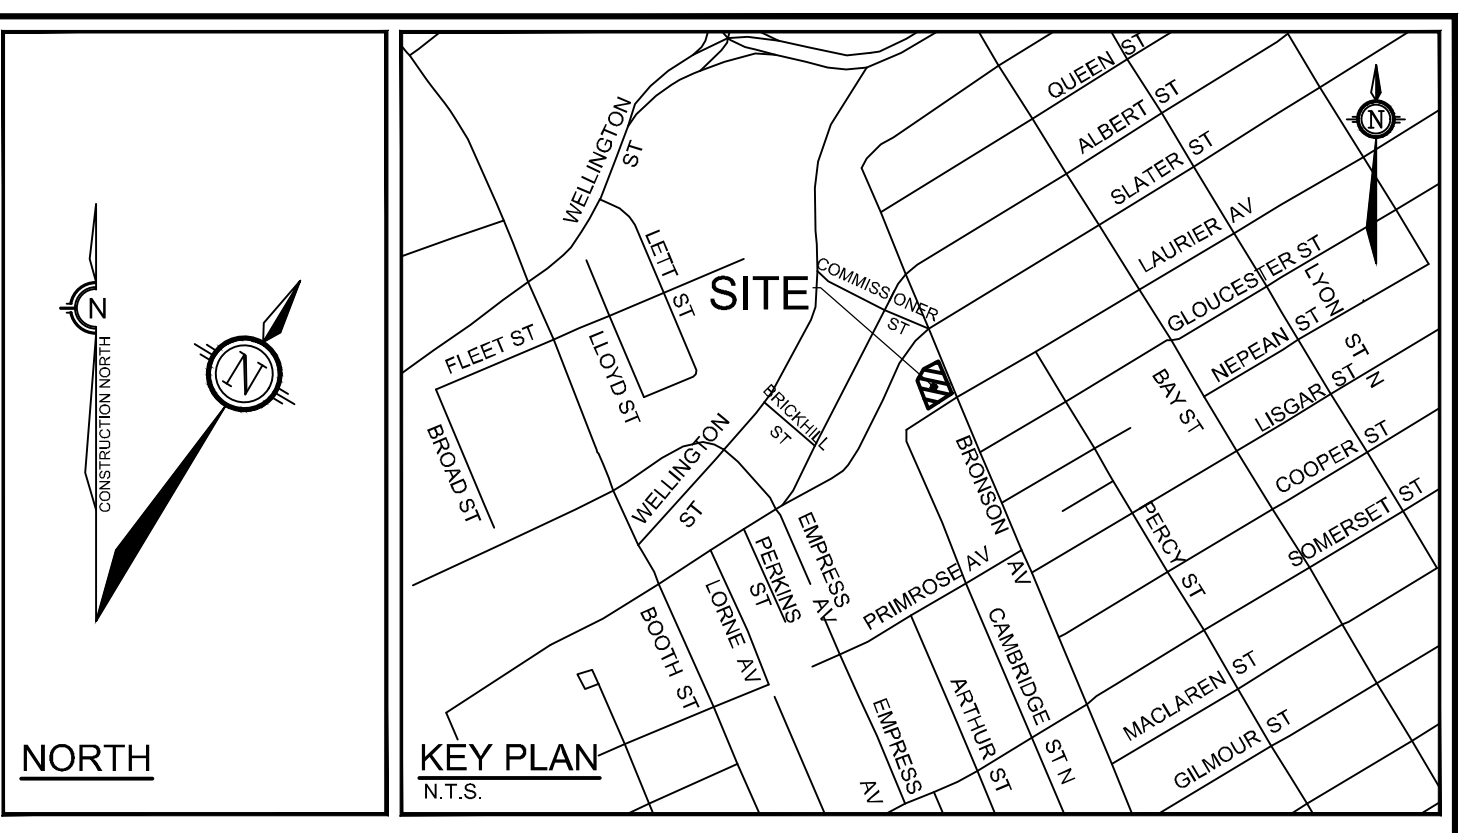 N
CONSTRUCTION NORTH
N
NORTH
QUEEN ST
ALBERT ST
N
SLATER ST
WELLINGTON ST
LAURIER AV
LETT ST
GLOUCESTER ST
COMMISSIONER ST
SITE
LYON ST N
FLEET ST
LLOYD ST
NEPEAN ST
BAY ST
LISGAR ST
BRICKHILL ST
BROAD ST
WELLINGTON ST
BRONSON AV
COOPER ST
SOMERSET ST
PERCY ST
EMPRESS AV
PERKINS ST
PRIMROSE AV
LORNE AV
BOOTH ST
CAMBRIDGE ST N
ARTHUR ST
MACLAREN ST
EMPRESS AV
GILMOUR ST
KEY PLAN
N.T.S.